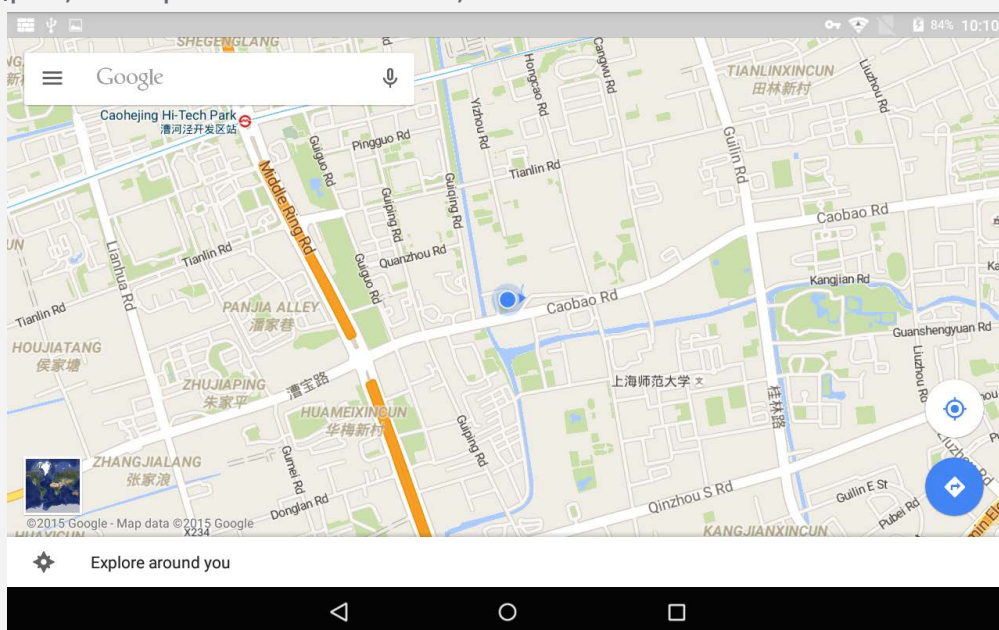 84% 10:10
SHEGENGLANG
Google
Caohejing Hi-Tech Park
漕河泾开发区站
Cangwu Rd
Hongcao Rd
Yizhou Rd
TIANLINXINCUN
田林新村
Liuzhou Rd
Guilin Rd
Pingguo Rd
Guiguo Rd
Tianlin Rd
Middle Ring Rd
Guiping Rd
Guiqing Rd
Caobao Rd
Lianhua Rd
Tianlin Rd
Quanzhou Rd
Guiguo Rd
Kangjian Rd
Tianlin Rd
PANJIA ALLEY
潘家巷
Caobao Rd
Guanshengyuan Rd
HOUJIATANG
侯家塘
Liuzhou Rd
ZHUJIAPING
朱家平
漕宝路
上海师范大学 文
桂林路
HUAMEIXINCUN
华梅新村
Guiping Rd
Liuzhou Rd
ZHANGJIALANG
张家浪
Gumei Rd
Donglan Rd
Qinzhou S Rd
Guilin E St
Pubei Rd
©2015 Google - Map data ©2015 Google
X234
HUAYICUN
KANGJIANXINCUN
Explore around you